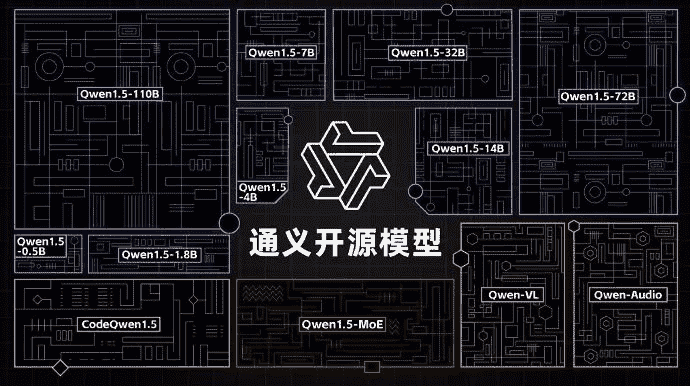 Qwen1.5-110B
Qwen1.5-7B
Qwen1.5-32B
Qwen1.5-72B
Qwen1.5
-4B
Qwen1.5-14B
通义开源模型
Qwen1.5
-0.5B
Qwen1.5-1.8B
CodeQwen1.5
Qwen1.5-MoE
Qwen-VL
Qwen-Audio